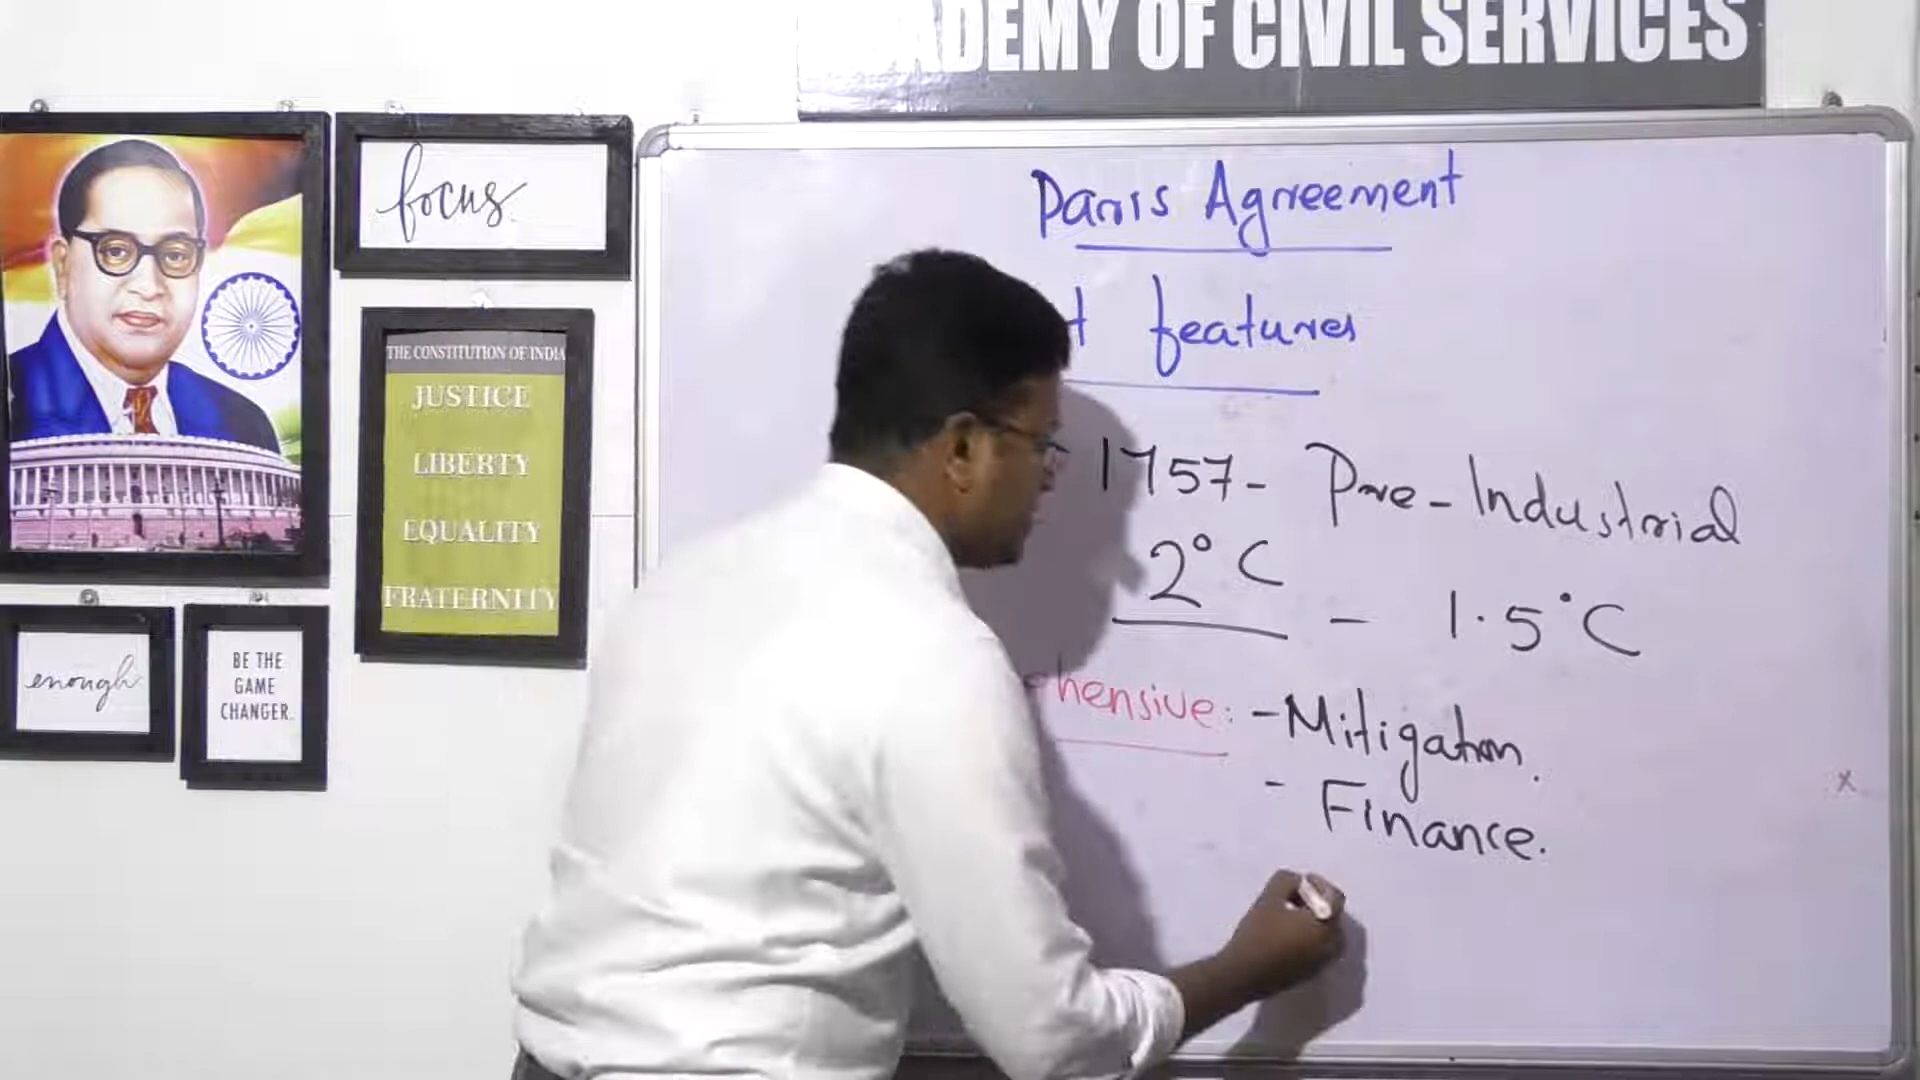 ADEMY OF CIVIL SERVICES
focus
THE CONSTITUTION OF INDIA
JUSTICE
LIBERTY
EQUALITY
FRATERNITY
enough
BE THE
GAME
CHANGER.
Paris Agreement
t features
1757- Pre-Industrial
2°C - 1.5°C
hensive: - Mitigation.
- Finance.
x